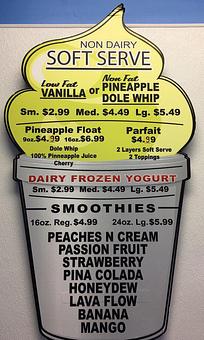 NON DAIRY
SOFT SERVE
Low Fat VANILLA or Non Fat PINEAPPLE DOLE WHIP
Sm. $2.99 Med. $4.49 Lg. $5.49
Pineapple Float
9oz.$4.99 16oz.$6.99
Dole Whip
100% Pinneapple Juice
Cherry
Parfait
$4.99
2 Layers Soft Serve
2 Toppings
DAIRY FROZEN YOGURT
Sm. $2.99 Med. $4.49 Lg. $5.49
SMOOTHIES
16oz. Reg.$4.99 24oz. Lg.$5.99
PEACHES N CREAM
PASSION FRUIT
STRAWBERRY
PINA COLADA
HONEYDEW
LAVA FLOW
BANANA
MANGO